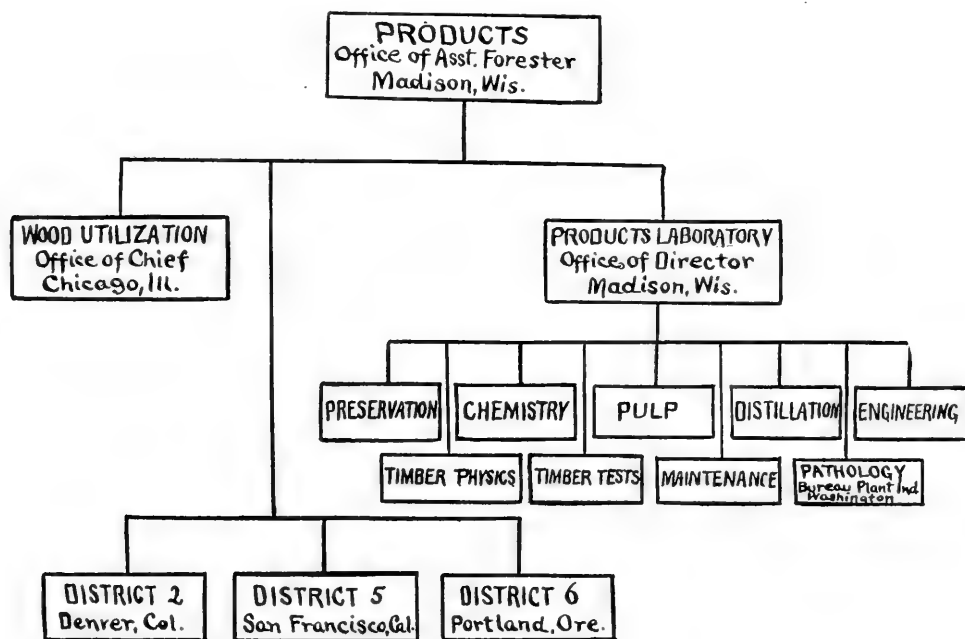 PRODUCTS
Office of Asst. Forester
Madison, Wis.
WOOD UTILIZATION
Office of Chief
Chicago, Ill.
PRODUCTS LABORATORY
Office of Director
Madison, Wis.
PRESERVATION
CHEMISTRY
PULP
DISTILLATION
ENGINEERING
TIMBER PHYSICS
TIMBER TESTS
MAINTENANCE
PATHOLOGY
Bureau Plant Ind
Washington
DISTRICT 2
Denver, Col.
DISTRICT 5
San Francisco, Cal.
DISTRICT 6
Portland, Ore.